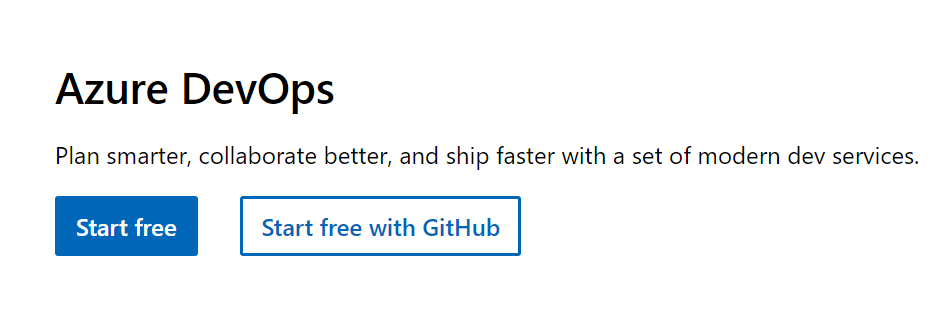 Azure DevOps
Plan smarter, collaborate better, and ship faster with a set of modern dev services.
Start free
Start free with GitHub